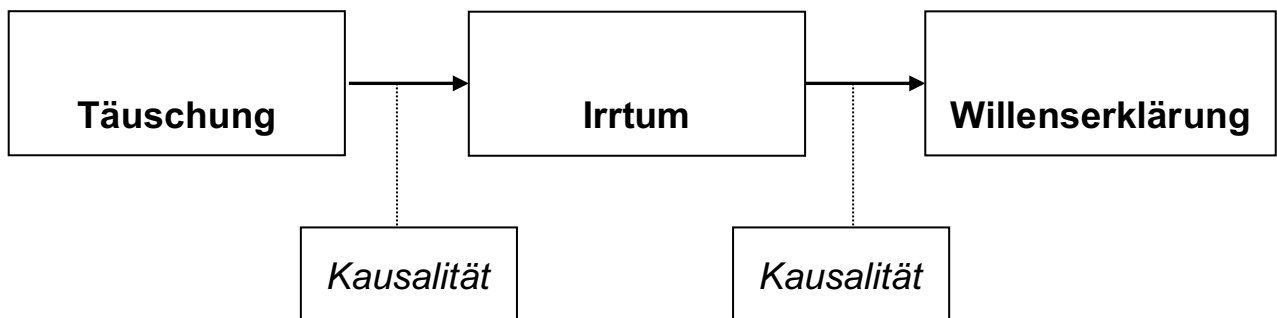 Täuschung
Irrtum
Willenserklärung
Kausalität
Kausalität